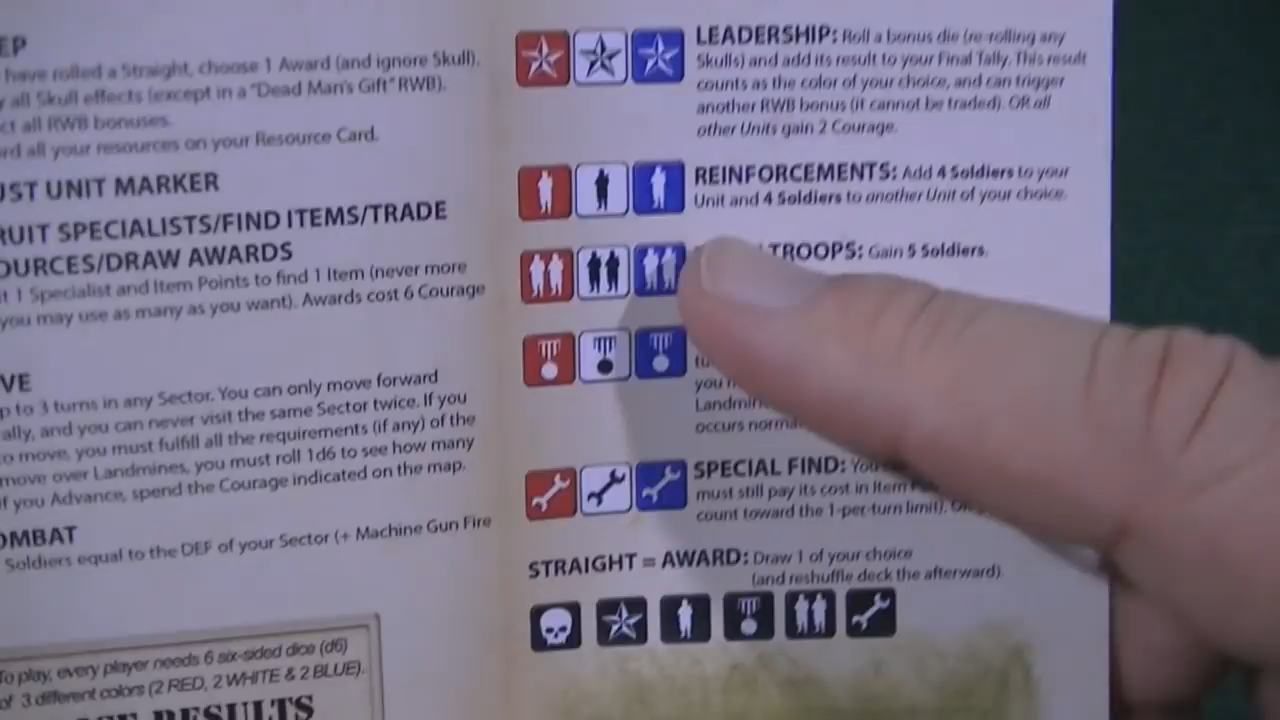 EP
have rolled a Straight, choose 1 Award (and ignore Skull).
all Skull effects (except in a "Dead Man's Gift" RWB).
ct all RWB bonuses.
rd all your resources on your Resource Card.
UST UNIT MARKER
RUIT SPECIALISTS/FIND ITEMS/TRADE
OURCES/DRAW AWARDS
t 1 Specialist and Item Points to find 1 Item (never more
you may use as many as you want). Awards cost 6 Courage
VE
p to 3 turns in any Sector. You can only move forward
ally, and you can never visit the same Sector twice. If you
to move, you must fulfill all the requirements (if any) of the
move over Landmines, you must roll 1d6 to see how many
if you Advance, spend the Courage indicated on the map.
OMBAT
Soldiers equal to the DEF of your Sector (+ Machine Gun Fire
To play, every player needs 6 six-sided dice (d6)
of 3 different colors (2 RED, 2 WHITE & 2 BLUE).
RESULTS
LEADERSHIP: Roll a bonus die (re-rolling any
Skulls) and add its result to your Final Tally. This result
counts as the color of your choice, and can trigger
another RWB bonus (it cannot be traded). OR all
other Units gain 2 Courage.
REINFORCEMENTS: Add 4 Soldiers to your
Unit and 4 Soldiers to another Unit of your choice.
TROOPS: Gain 5 Soldiers.
tu
you
Landmin
occurs norma
SPECIAL FIND: You
must still pay its cost in Item
count toward the 1-per-turn limit).
STRAIGHT = AWARD: Draw 1 of your choice
(and reshuffle deck the afterward).